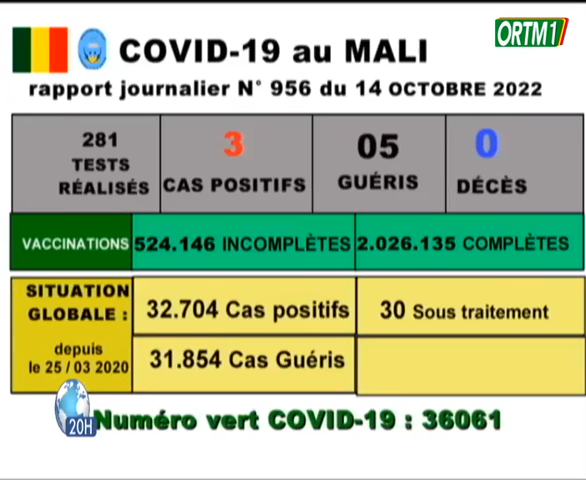 ORTM1
COVID-19 au MALI
rapport journalier N° 956 du 14 OCTOBRE 2022
281
TESTS
RÉALISÉS
3
CAS POSITIFS
05
GUÉRIS
0
DÉCÈS
VACCINATIONS
524.146 INCOMPLÈTES
2.026.135 COMPLÈTES
SITUATION
GLOBALE :
depuis
le 25 / 03 2020
32.704 Cas positifs
30 Sous traitement
31.854 Cas Guéris
20H
Numéro vert COVID-19 : 36061